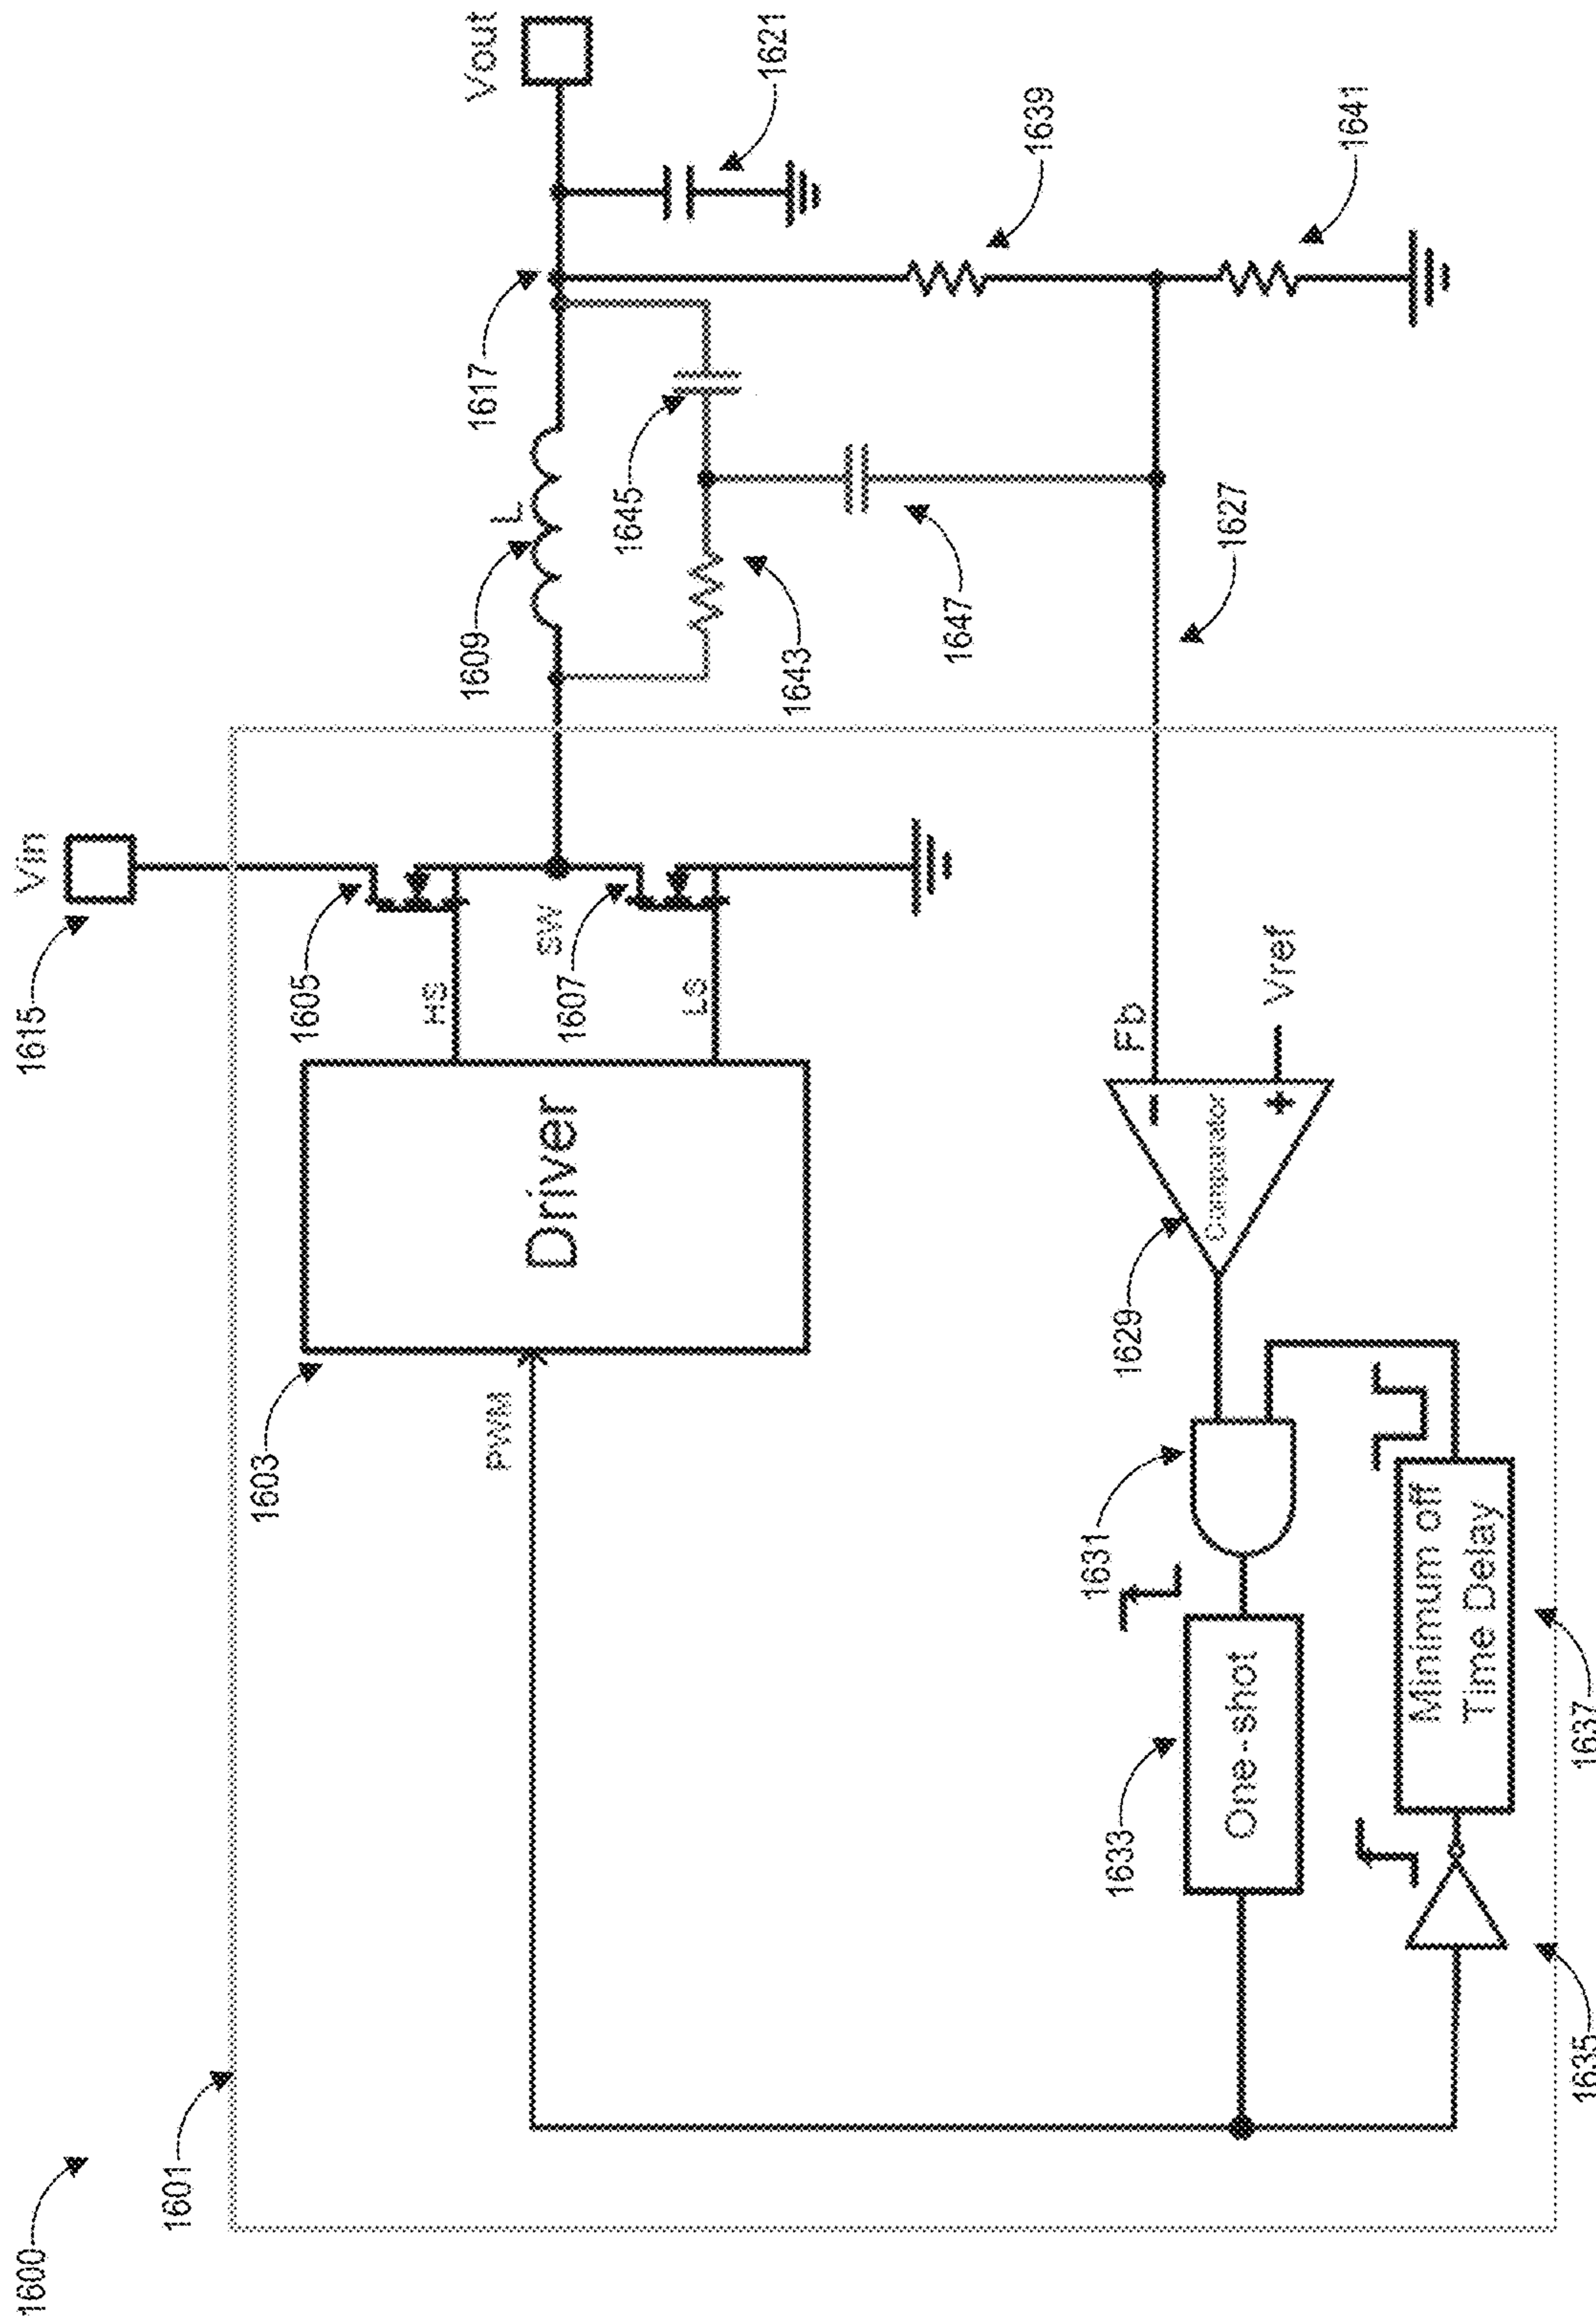 1600
1601
1615
Vin
1603
Driver
PWM
HS
LS
SW
1605
1607
1609
L
1617
Vout
1621
1645
1643
1647
1639
1641
1627
Fb
Vref
Comparator
1629
1631
One-shot
1633
Minimum off
Time Delay
1637
1635